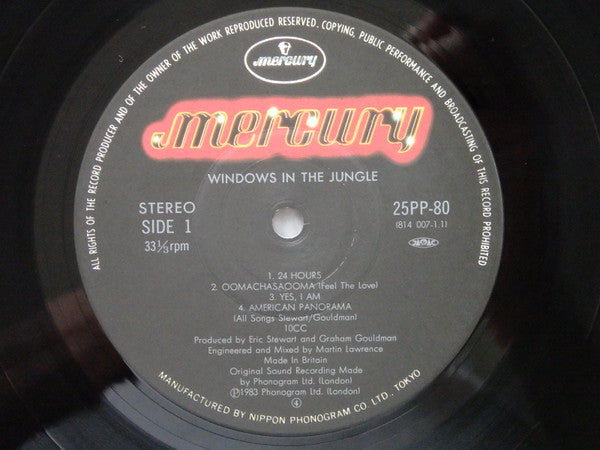 ALL RIGHTS OF THE RECORD PRODUCER AND OF THE OWNER OF THE WORK REPRODUCED RESERVED. COPYING, PUBLIC PERFORMANCE AND BROADCASTING OF THIS RECORD PROHIBITED
mercury
mercury
WINDOWS IN THE JUNGLE
STEREO
SIDE 1
33⅓rpm
25PP-80
(814 007-1.1)
1. 24 HOURS
2. OOMACHASAOOMA (Feel The Love)
3. YES, I AM
4. AMERICAN PANORAMA
(All Songs Stewart/Gouldman)
10CC
Produced by Eric Stewart and Graham Gouldman
Engineered and Mixed by Martin Lawrence
Made In Britain
Original Sound Recording Made
by Phonogram Ltd. (London)
Ⓟ1983 Phonogram Ltd. (London)
④
MANUFACTURED BY NIPPON PHONOGRAM CO. LTD., TOKYO